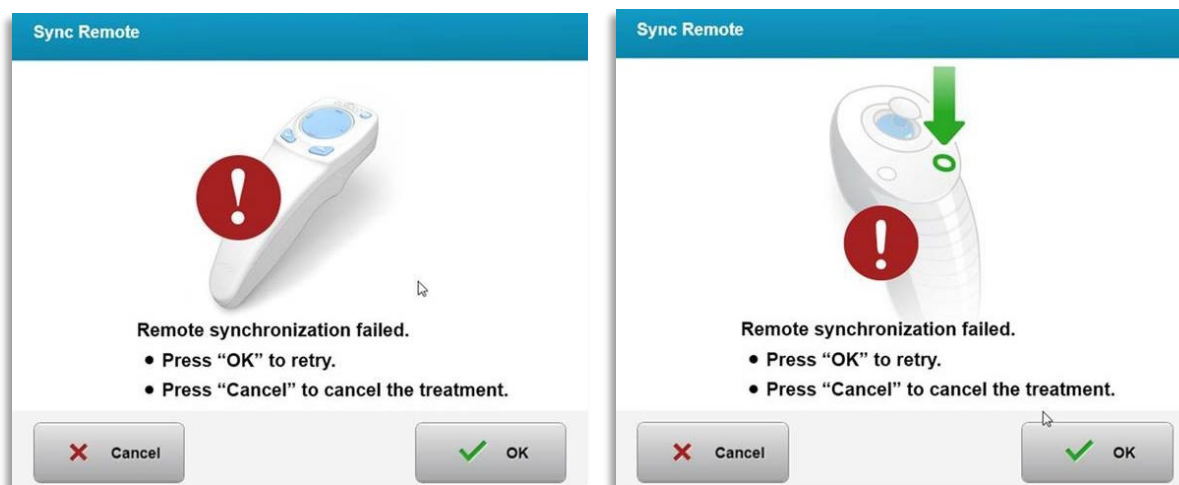 Sync Remote
Remote synchronization failed.
● Press “OK” to retry.
● Press “Cancel” to cancel the treatment.
Cancel
OK
Sync Remote
Remote synchronization failed.
● Press “OK” to retry.
● Press “Cancel” to cancel the treatment.
Cancel
OK